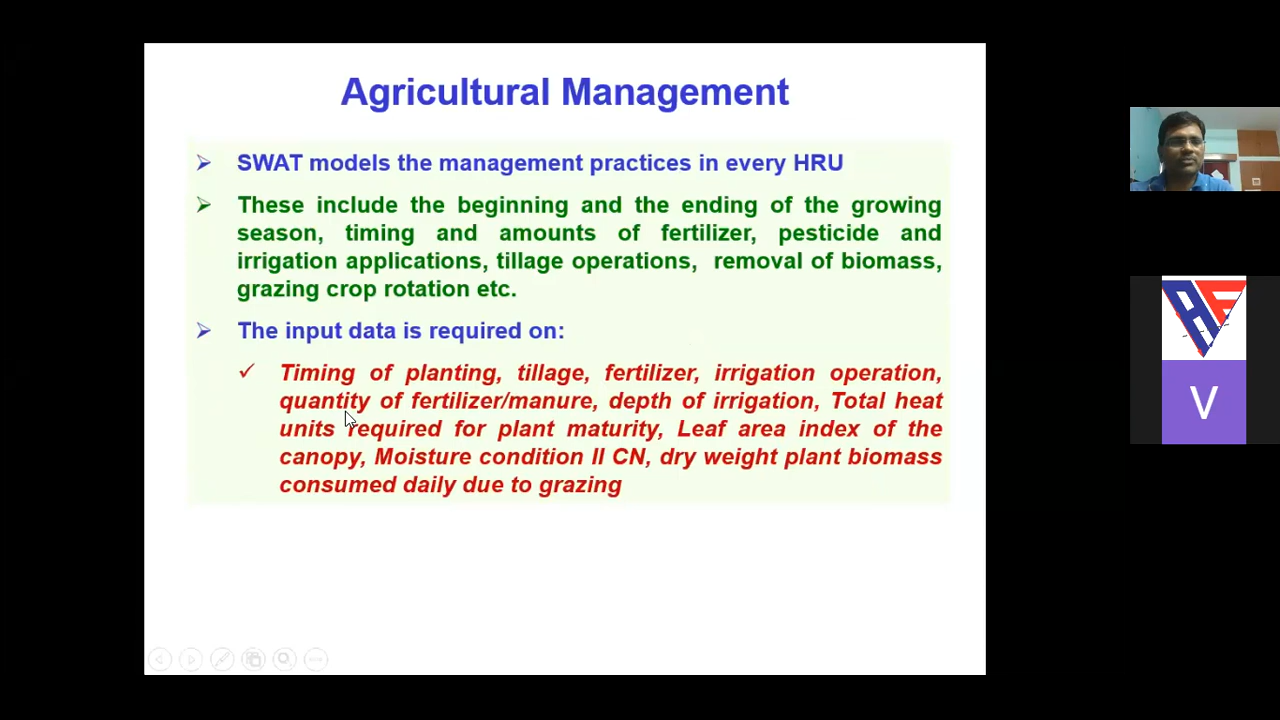 Agricultural Management
SWAT models the management practices in every HRU
These include the beginning and the ending of the growing
season, timing and amounts of fertilizer, pesticide and
irrigation applications, tillage operations, removal of biomass,
grazing crop rotation etc.
The input data is required on:
Timing of planting, tillage, fertilizer, irrigation operation,
quantity of fertilizer/manure, depth of irrigation, Total heat
units required for plant maturity, Leaf area index of the
canopy, Moisture condition II CN, dry weight plant biomass
consumed daily due to grazing
V